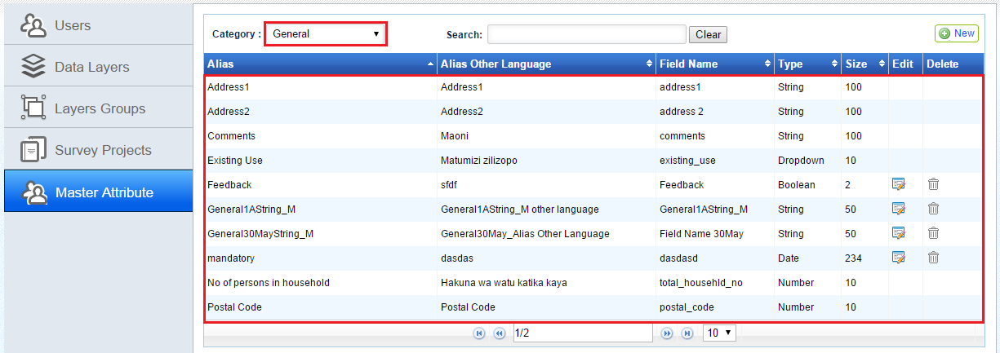 Users
Data Layers
Layers Groups
Survey Projects
Master Attribute
Category : General Search: Clear New
Alias Alias Other Language Field Name Type Size Edit Delete
Address1 Address1 address1 String 100
Address2 Address2 address 2 String 100
Comments Maoni comments String 100
Existing Use Matumizi zilizopo existing_use Dropdown 10
Feedback sfdf Feedback Boolean 2
General1AString_M General1AString_M other language General1AString_M String 50
General30MayString_M General30May_Alias Other Language Field Name 30May String 50
mandatory dasdas dasdasd Date 234
No of persons in household Hakuna wa watu katika kaya total_househld_no Number 10
Postal Code Postal Code postal_code Number 10
1/2 10